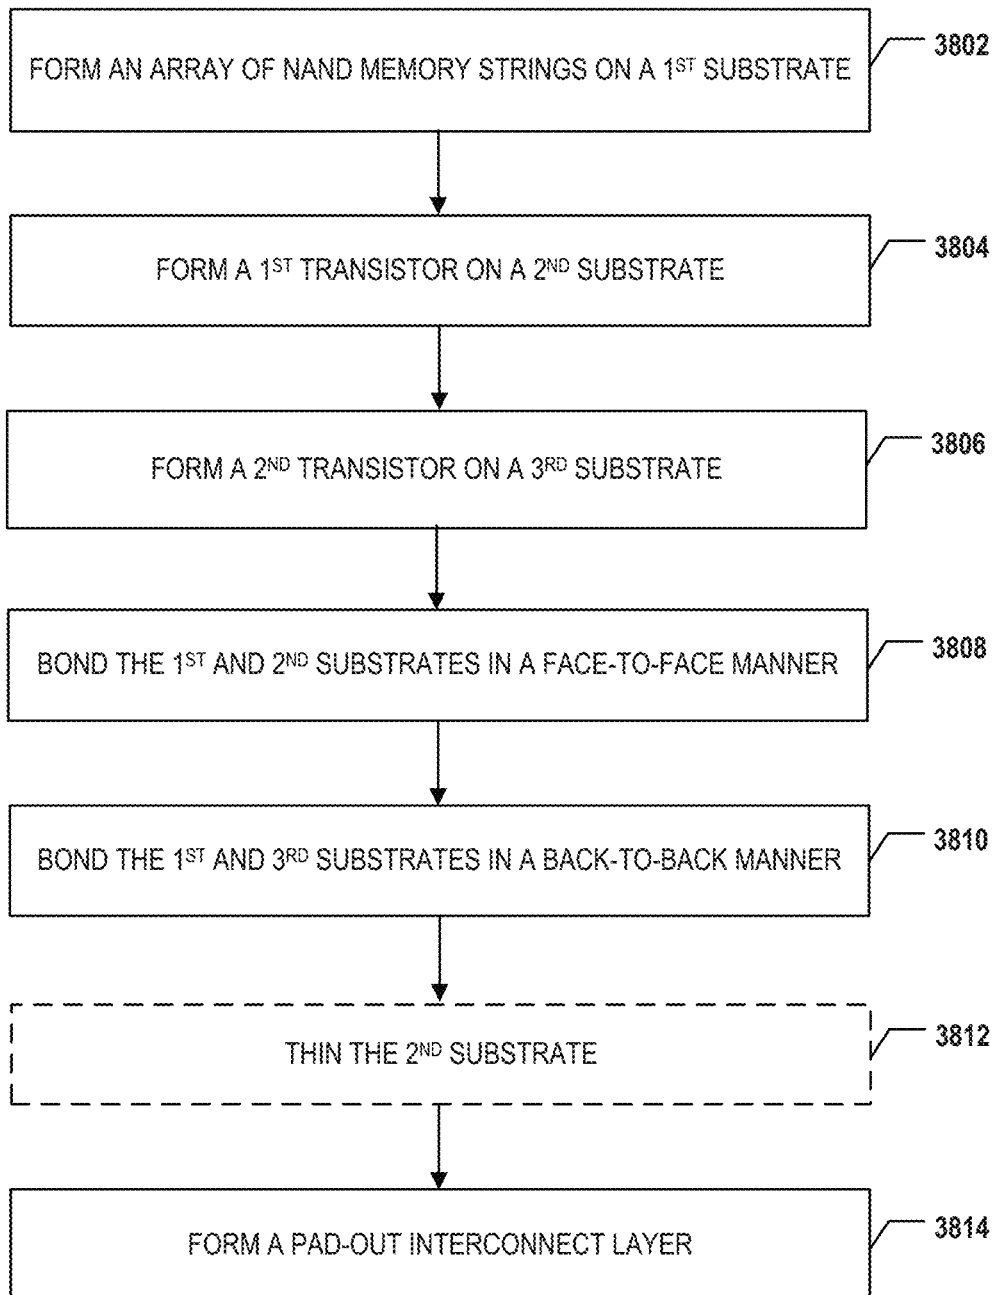 FORM AN ARRAY OF NAND MEMORY STRINGS ON A 1ST SUBSTRATE
3802
FORM A 1ST TRANSISTOR ON A 2ND SUBSTRATE
3804
FORM A 2ND TRANSISTOR ON A 3RD SUBSTRATE
3806
BOND THE 1ST AND 2ND SUBSTRATES IN A FACE-TO-FACE MANNER
3808
BOND THE 1ST AND 3RD SUBSTRATES IN A BACK-TO-BACK MANNER
3810
THIN THE 2ND SUBSTRATE
3812
FORM A PAD-OUT INTERCONNECT LAYER
3814